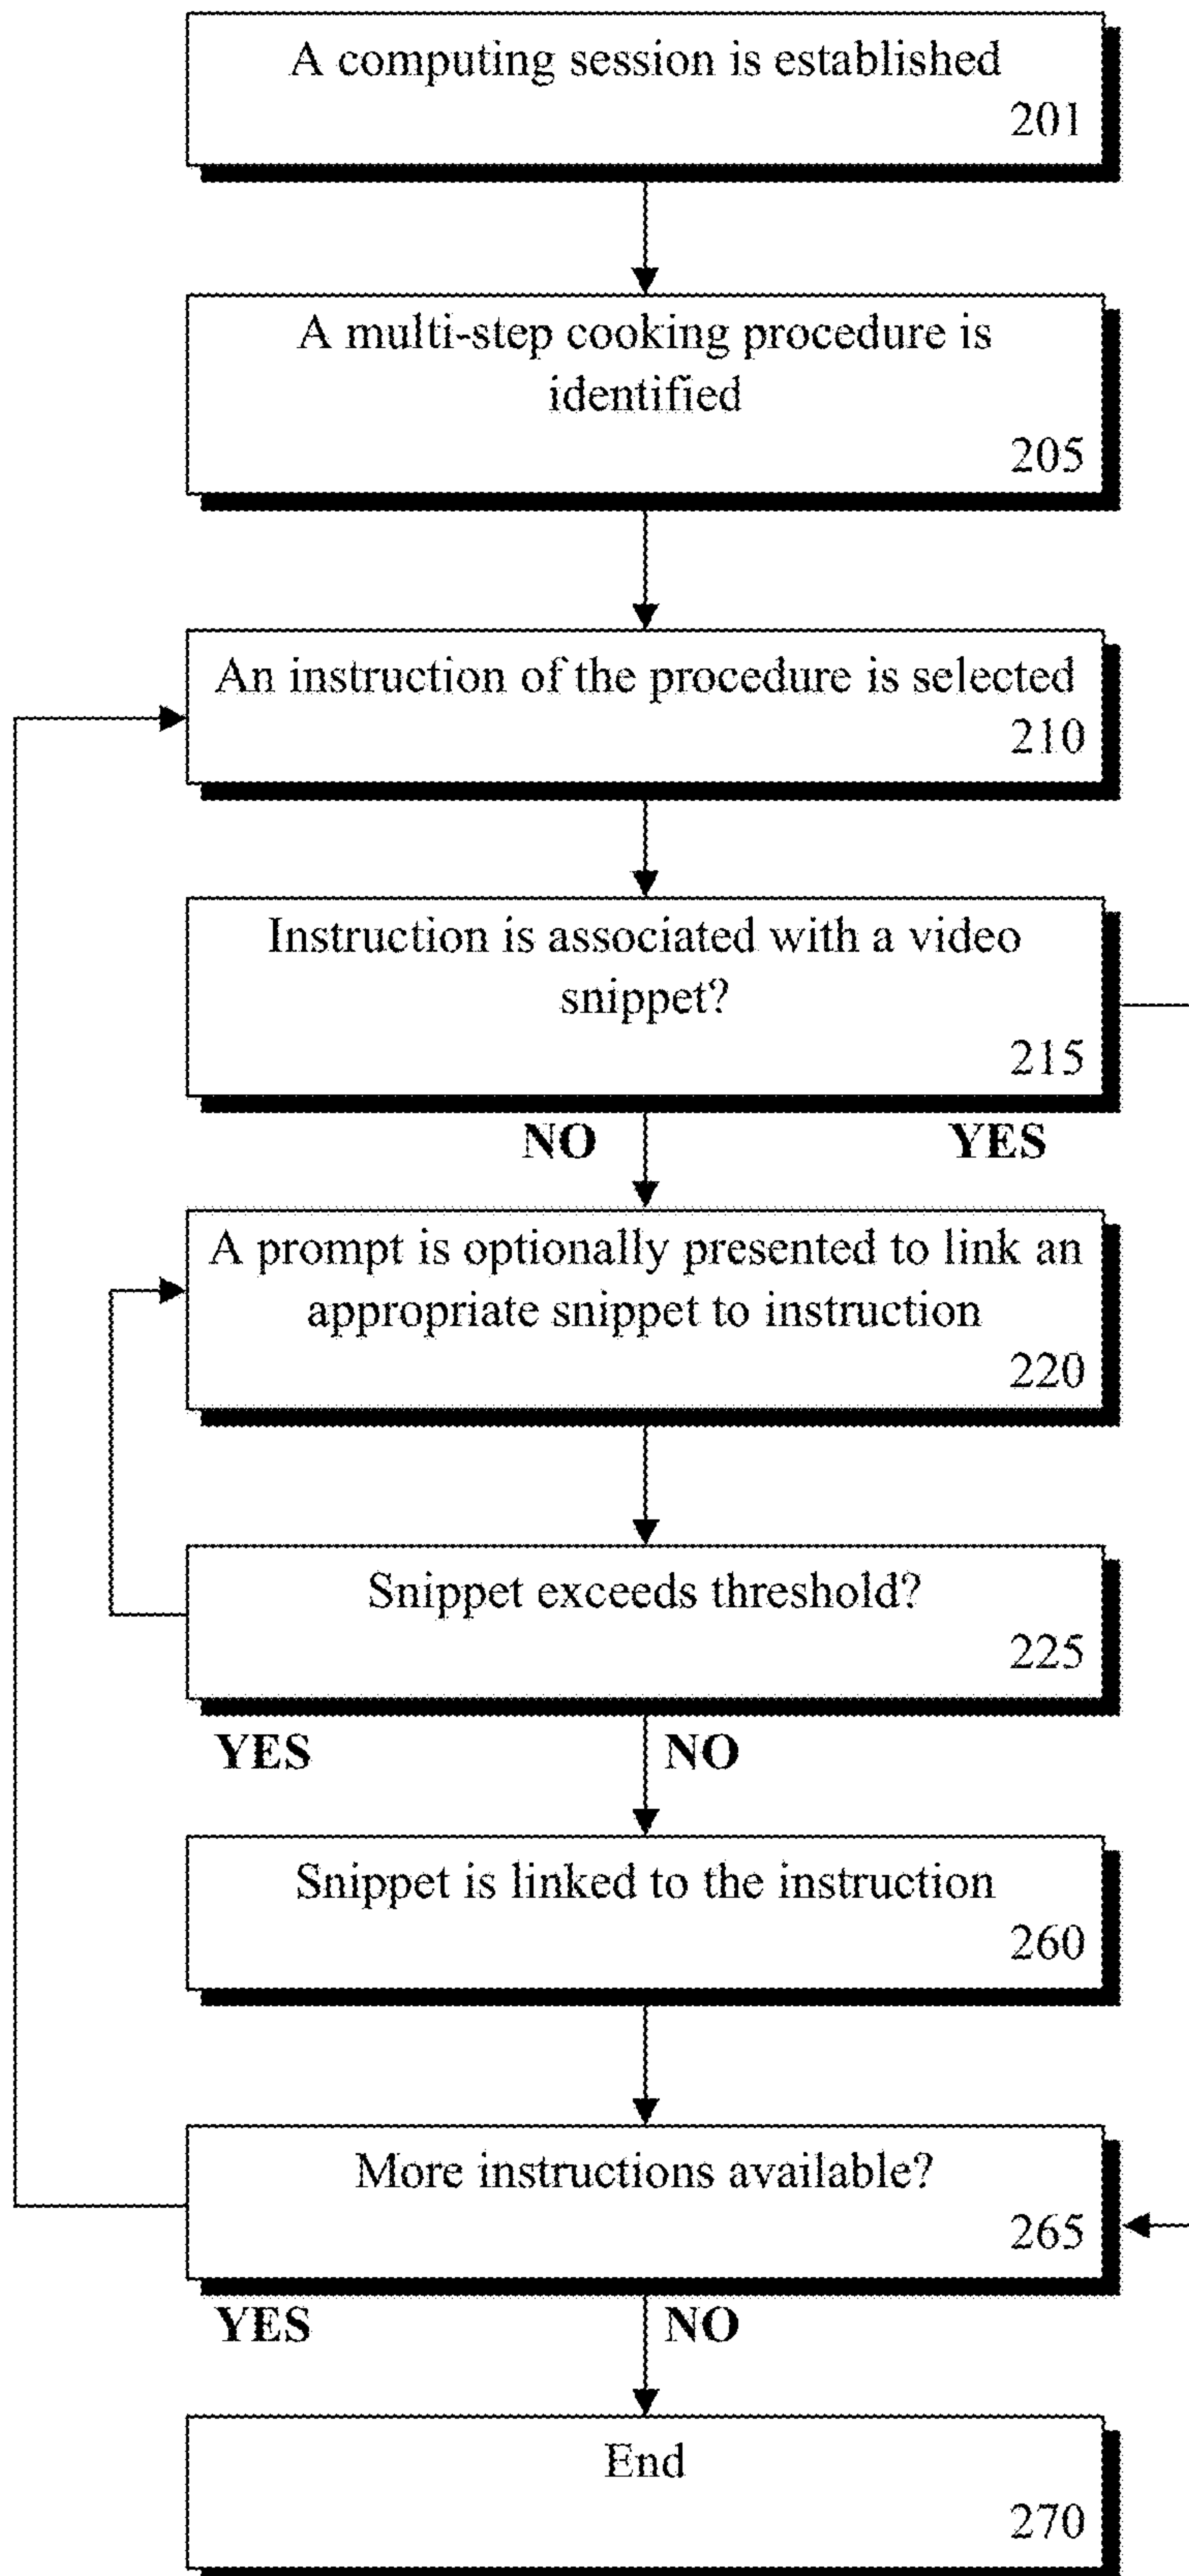 A computing session is established
201
A multi-step cooking procedure is
identified
205
An instruction of the procedure is selected
210
Instruction is associated with a video
snippet?
215
NO YES
A prompt is optionally presented to link an
appropriate snippet to instruction
220
Snippet exceeds threshold?
225
YES NO
Snippet is linked to the instruction
260
More instructions available?
265
YES NO
End
270